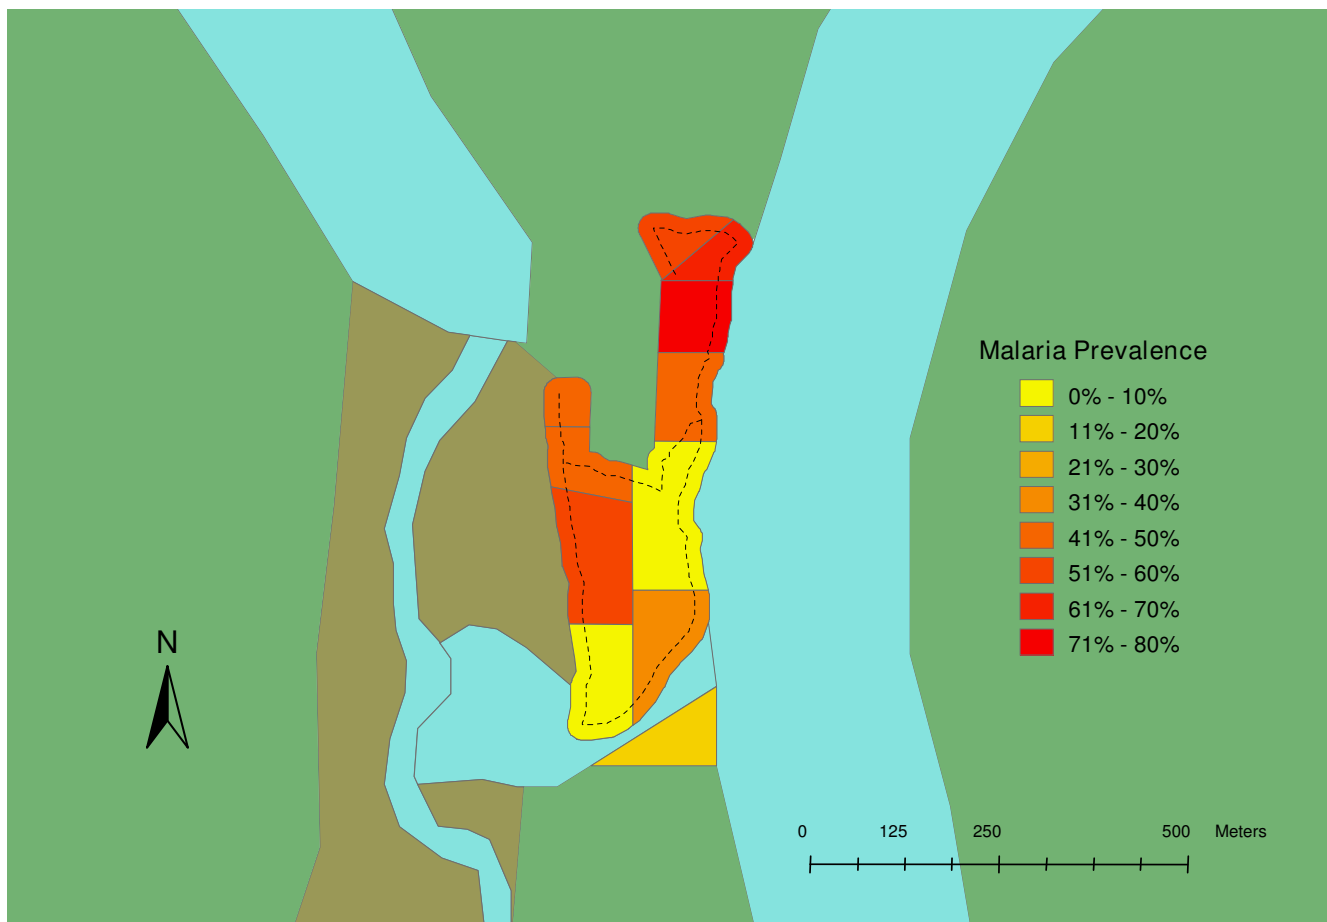 Malaria Prevalence
0% - 10%
11% - 20%
21% - 30%
31% - 40%
41% - 50%
51% - 60%
61% - 70%
71% - 80%
N
0 125 250 500 Meters